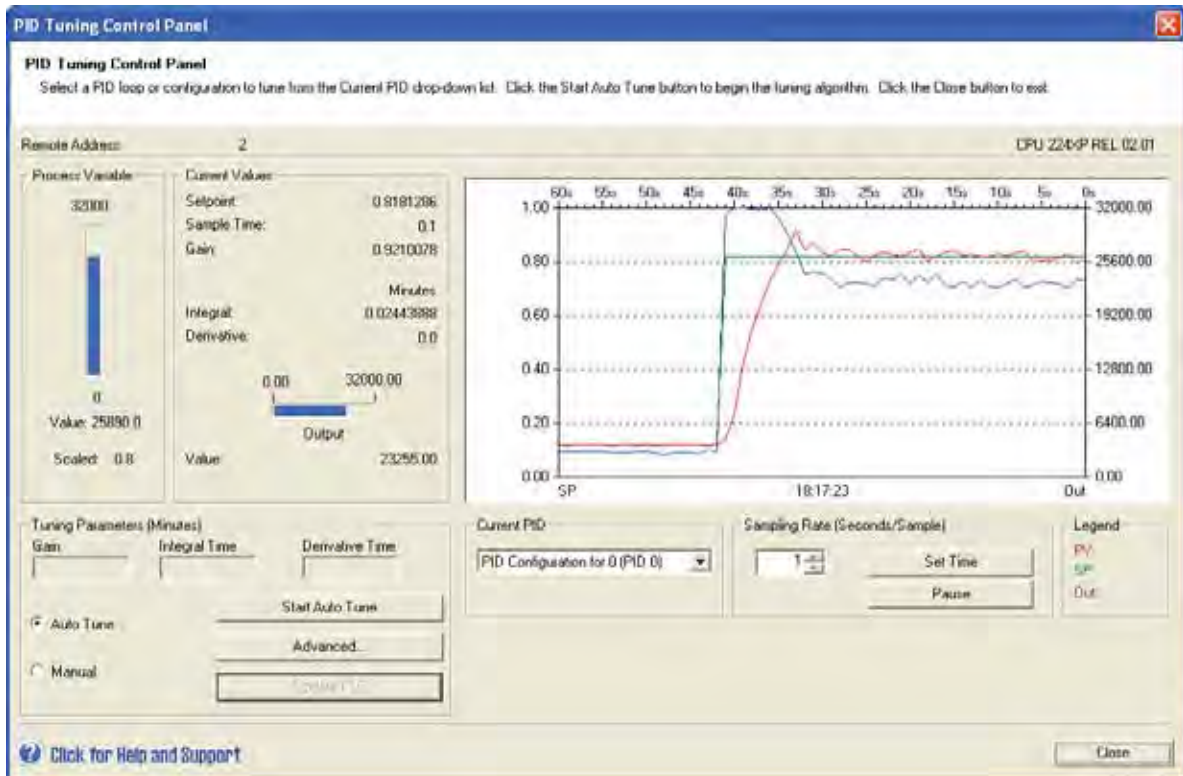 PID Tuning Control Panel
PID Tuning Control Panel
Select a PID loop or configuration to tune from the Current PID drop-down list. Click the Start Auto Tune button to begin the tuning algorithm. Click the Close button to exit.
Remote Address: 2 CPU 224XP REL 02.01
Process Variable
32000
0
Value: 25890.0
Scaled: 0.8
Current Values
Setpoint: 0.8181286
Sample Time: 0.1
Gain: 0.9210078
Minutes
Integral: 0.02443888
Derivative: 0.0
0.00 32000.00
Output
Value: 23255.00
60s 55s 50s 45s 40s 35s 30s 25s 20s 15s 10s 5s 0s
1.00 32000.00
0.80 25600.00
0.60 19200.00
0.40 12800.00
0.20 6400.00
0.00 0.00
SP 18:17:23 Out
Tuning Parameters (Minutes)
Gain Integral Time Derivative Time
Auto Tune
Manual
Start Auto Tune
Advanced...
Current PID
PID Configuration for 0 (PID 0)
Sampling Rate (Seconds/Sample)
1
Set Time
Pause
Legend
PV:
SP:
Out:
Click for Help and Support
Close